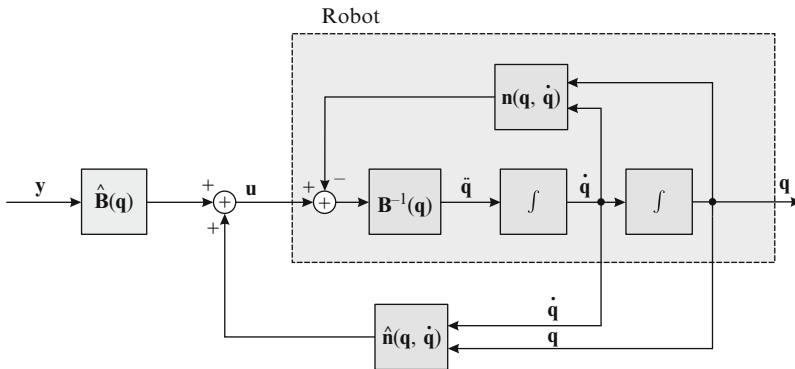 Robot
n(q, q̇)
y
B̂(q)
+
+
u
+
−
B⁻¹(q)
q̈
∫
q̇
∫
q
n̂(q, q̇)
q̇
q